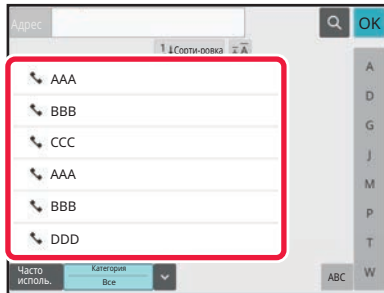 Адрес
OK
1 ↓Сорти-ровка
A
AAA
BBB
CCC
AAA
BBB
DDD
A
D
G
J
M
P
T
W
Часто
исполь.
Категория
Все
ABC